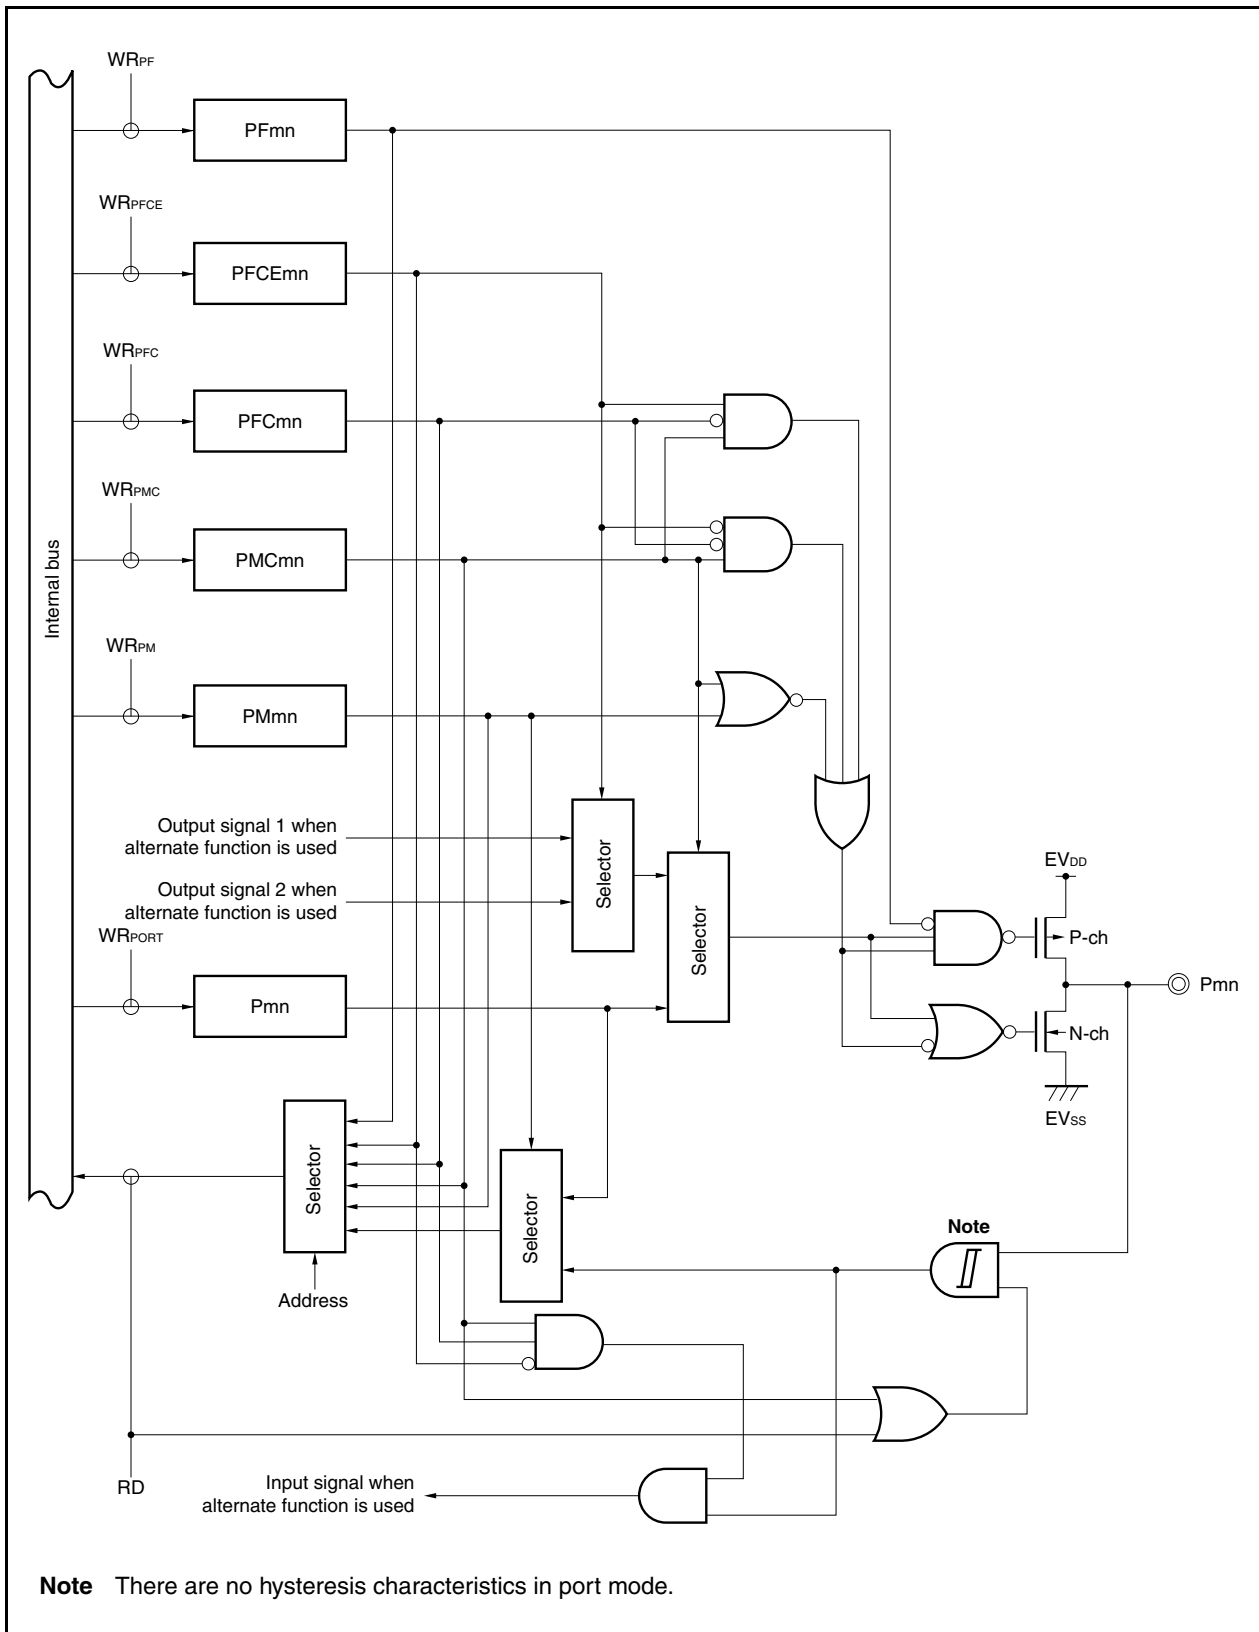 WRPF
PFmn
WRPFCE
PFCEmn
WRPFC
PFCmn
WRPMC
PMCmn
Internal bus
WRPM
PMmn
Output signal 1 when
alternate function is used
Output signal 2 when
alternate function is used
Selector
Selector
WRPORT
Pmn
EVDD
P-ch
Pmn
N-ch
EVSS
Selector
Selector
Address
Note
RD
Input signal when
alternate function is used
Note There are no hysteresis characteristics in port mode.